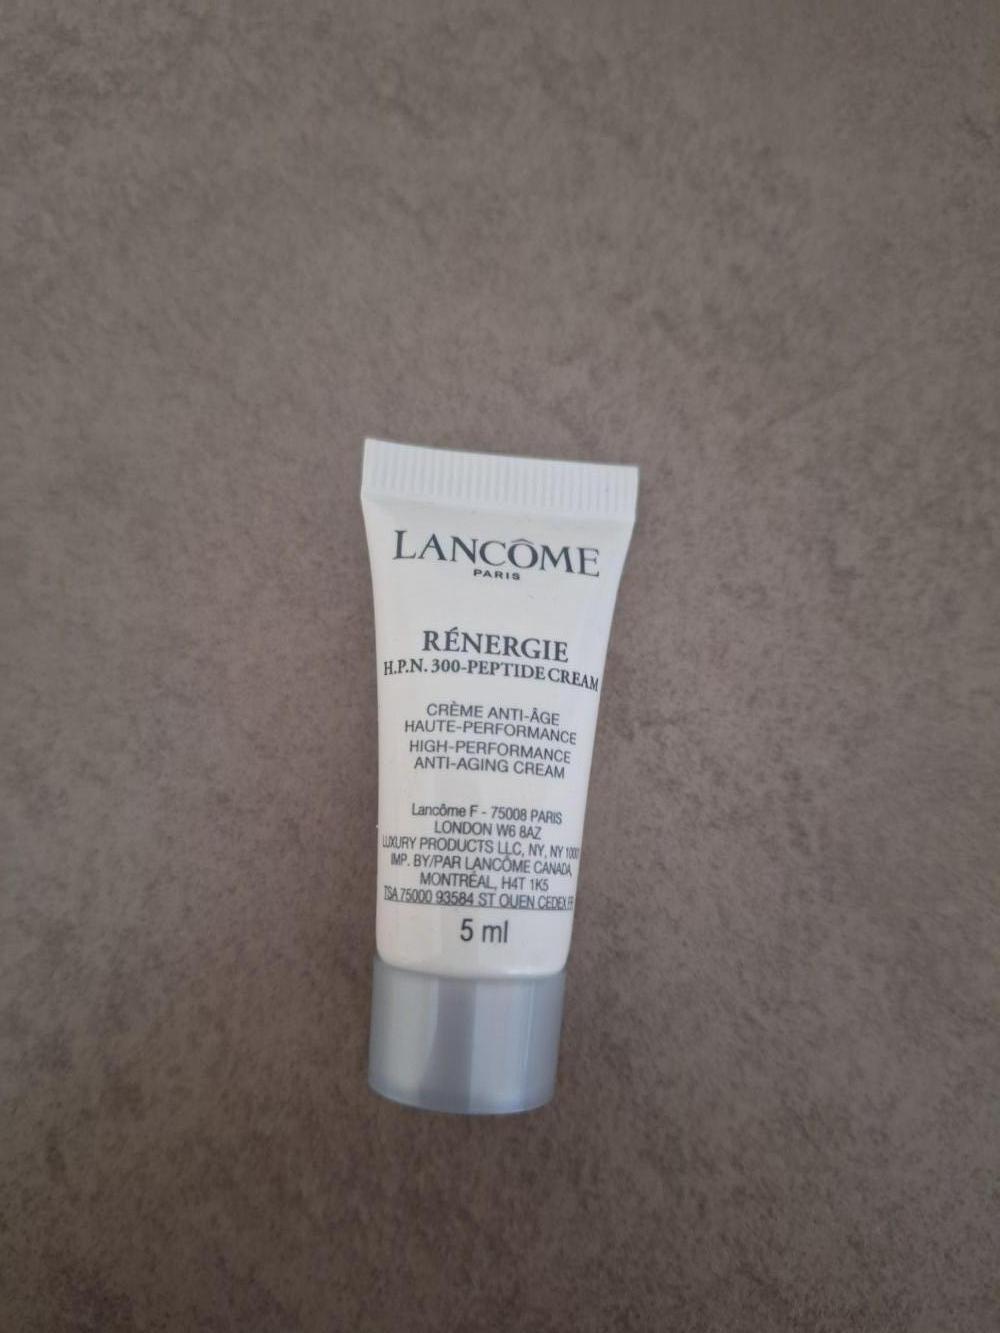 LANCÔME
PARIS
RÉNERGIE
H.P.N. 300-PEPTIDE CREAM
CRÈME ANTI-ÂGE
HAUTE-PERFORMANCE
HIGH-PERFORMANCE
ANTI-AGING CREAM
Lancôme F - 75008 PARIS
LONDON W6 8AZ
LUXURY PRODUCTS LLC, NY, NY
IMP. BY/PAR LANCÔME CANADA,
MONTRÉAL, H4T 1K5
TSA 75000 93584 ST OUEN CEDEX FR
5 ml